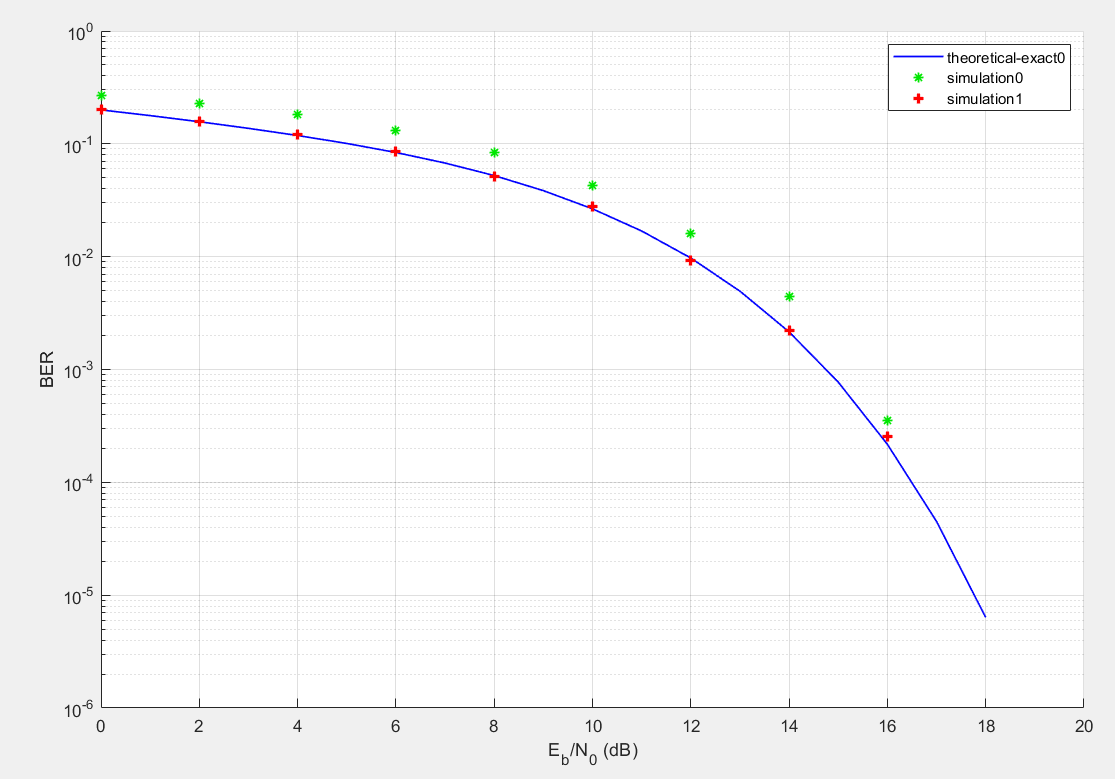 10^0
10^-1
10^-2
10^-3
10^-4
10^-5
10^-6
BER
0 2 4 6 8 10 12 14 16 18 20
E_b/N_0 (dB)
theoretical-exact0
simulation0
simulation1